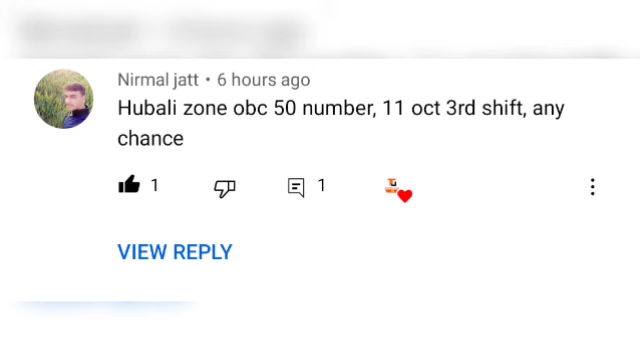 Nirmal jatt • 6 hours ago
Hubali zone obc 50 number, 11 oct 3rd shift, any
chance
1 1
VIEW REPLY